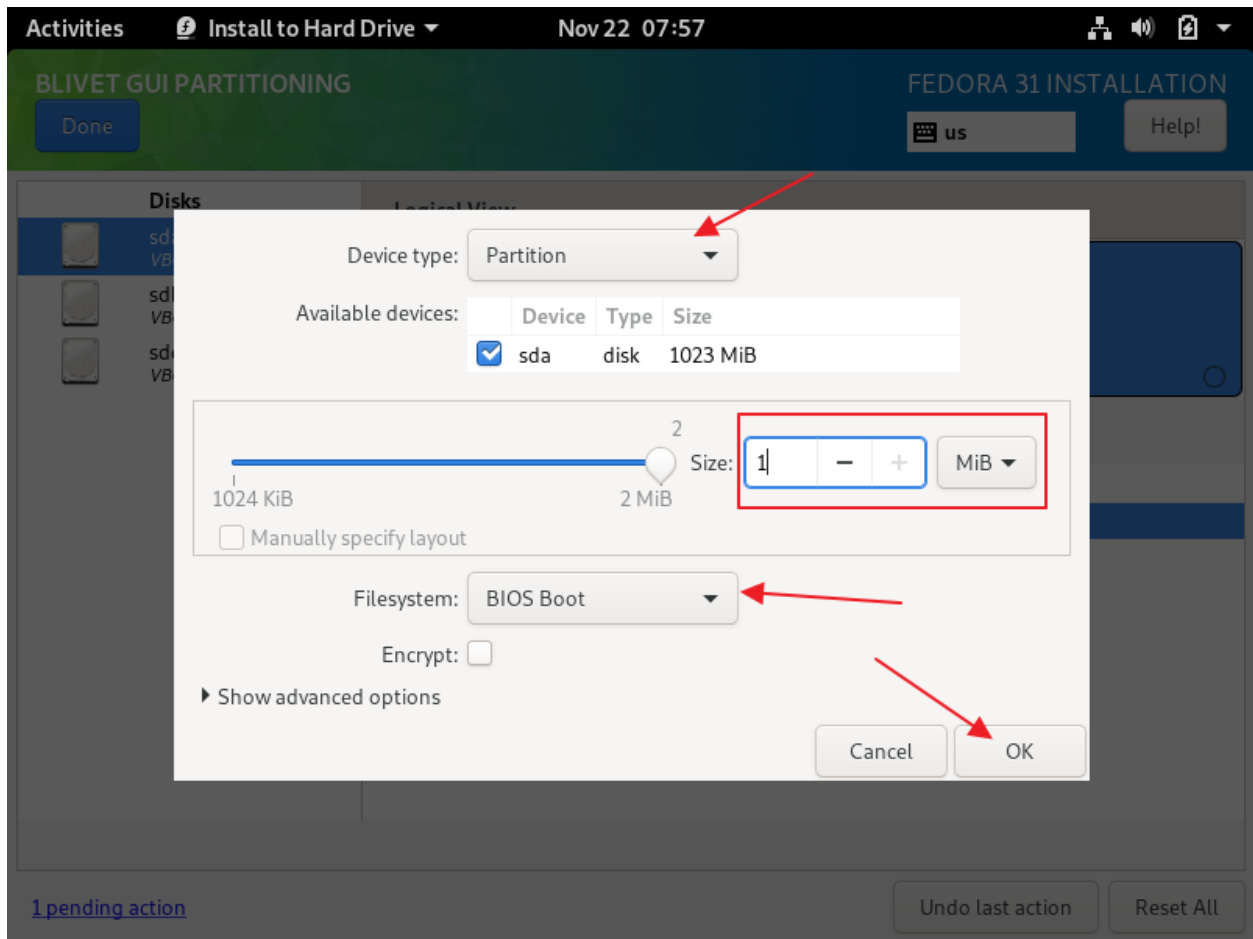 Activities Install to Hard Drive Nov 22 07:57
BLIVET GUI PARTITIONING FEDORA 31 INSTALLATION
Done us Help!
Disks
Logical View
Device type: Partition
Available devices: Device Type Size
sda disk 1023 MiB
2
Size: 1 MiB
1024 KiB 2 MiB
Manually specify layout
Filesystem: BIOS Boot
Encrypt:
Show advanced options
Cancel OK
1 pending action Undo last action Reset All